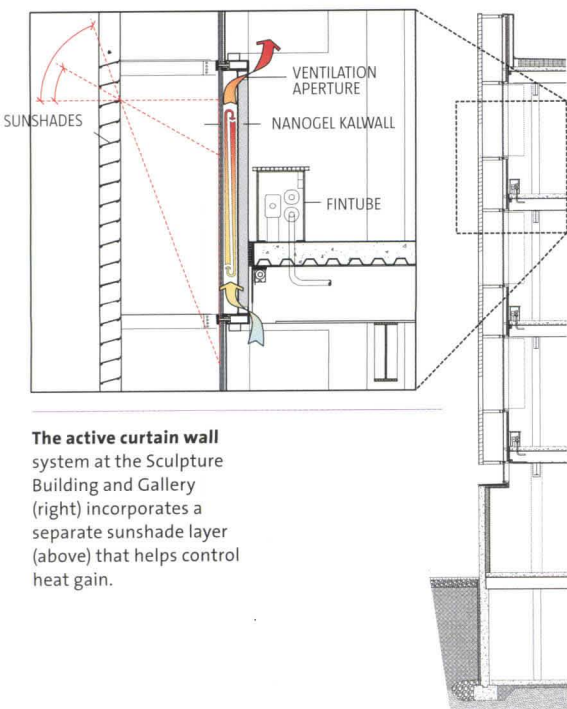 VENTILATION
APERTURE
SUNSHADES
NANOGEL KALWALL
FINTUBE
The active curtain wall
system at the Sculpture
Building and Gallery
(right) incorporates a
separate sunshade layer
(above) that helps control
heat gain.